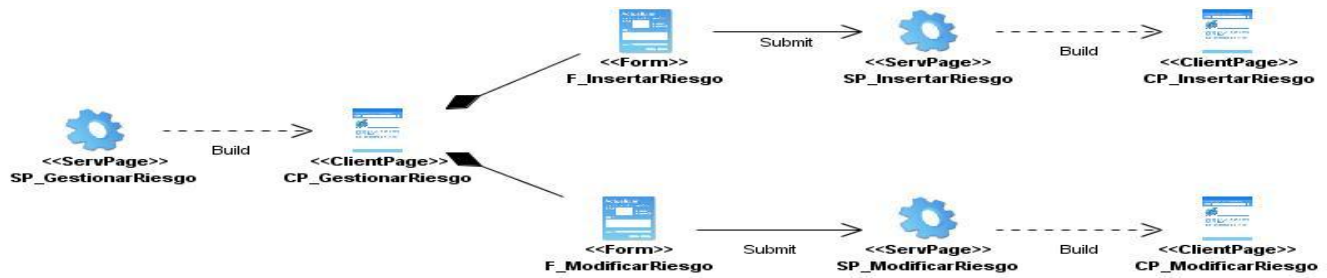 <<Form>>
F_InsertarRiesgo
Submit
<<ServPage>>
SP_InsertarRiesgo
Build
<<ClientPage>>
CP_InsertarRiesgo
<<ServPage>>
SP_GestionarRiesgo
Build
<<ClientPage>>
CP_GestionarRiesgo
<<Form>>
F_ModificarRiesgo
Submit
<<ServPage>>
SP_ModificarRiesgo
Build
<<ClientPage>>
CP_ModificarRiesgo